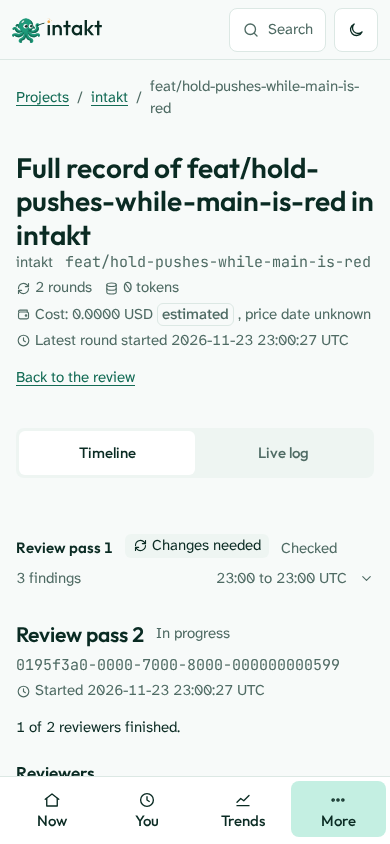 intakt
Search
Projects / intakt / feat/hold-pushes-while-main-is-
red
Full record of feat/hold-
pushes-while-main-is-red in
intakt
intakt feat/hold-pushes-while-main-is-red
2 rounds 0 tokens
Cost: 0.0000 USD estimated , price date unknown
Latest round started 2026-11-23 23:00:27 UTC
Back to the review
Timeline Live log
Review pass 1 Changes needed Checked
3 findings 23:00 to 23:00 UTC
Review pass 2 In progress
0195f3a0-0000-7000-8000-000000000599
Started 2026-11-23 23:00:27 UTC
1 of 2 reviewers finished.
Reviewers
Now You Trends More